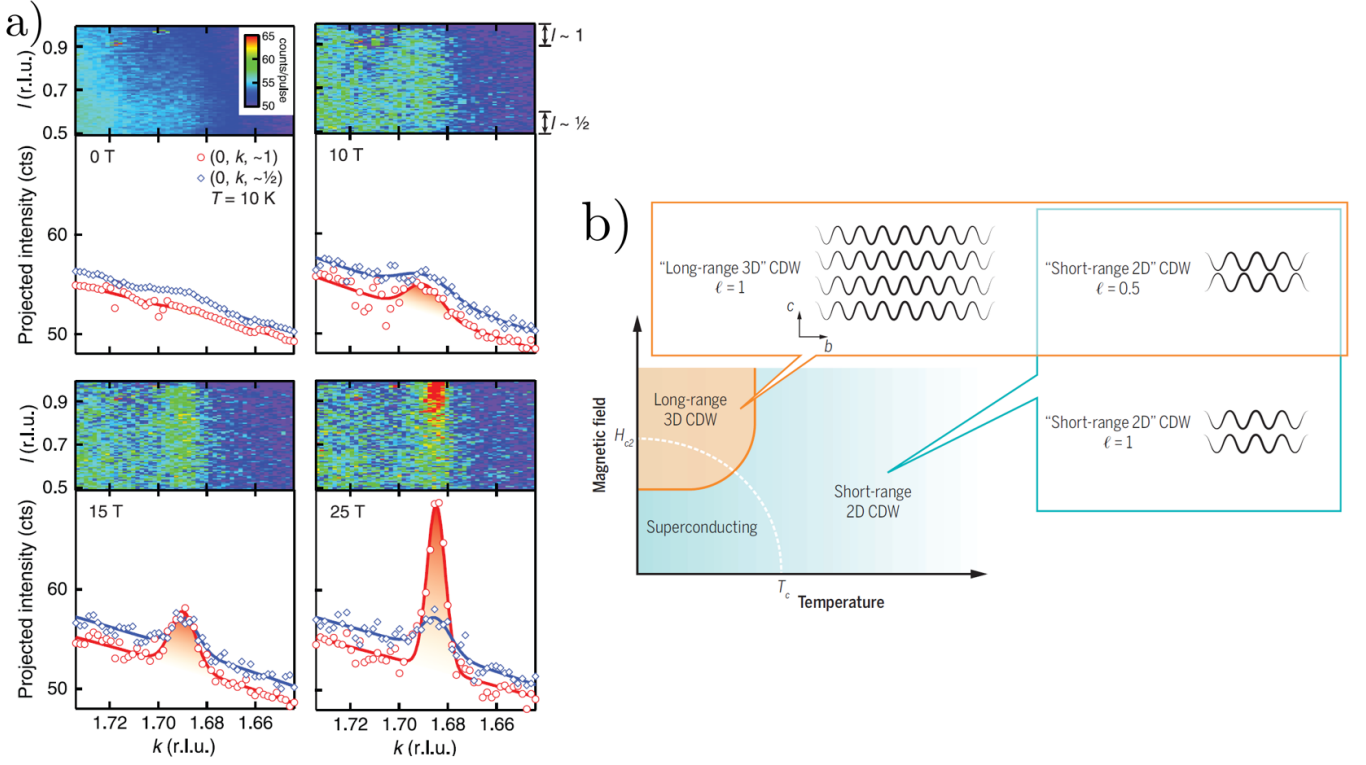 a)
l (r.l.u.)
0.9
0.7
0.5
65
60
55
50
counts/pulse
l ~ 1
l ~ ½
Projected intensity (cts)
60
50
0 T
(0, k, ~1)
(0, k, ~½)
T = 10 K
10 T
l (r.l.u.)
0.9
0.7
0.5
Projected intensity (cts)
60
50
15 T
25 T
1.72 1.70 1.68 1.66
k (r.l.u.)
1.72 1.70 1.68 1.66
k (r.l.u.)
b)
"Long-range 3D" CDW
ℓ = 1
c
b
"Short-range 2D" CDW
ℓ = 0.5
"Short-range 2D" CDW
ℓ = 1
Magnetic field
Hc2
Long-range
3D CDW
Superconducting
Short-range
2D CDW
Tc
Temperature